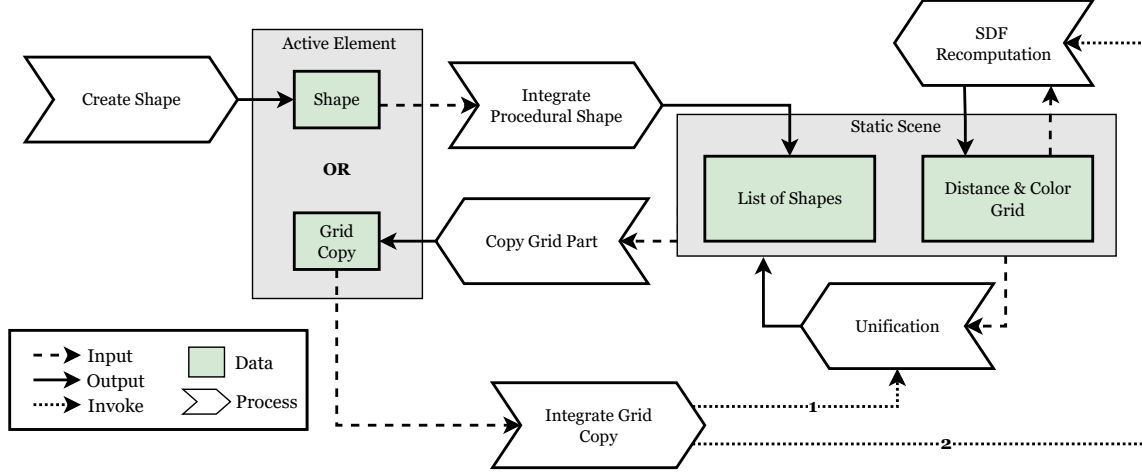 SDF
Recomputation
Active Element
Create Shape
Shape
Integrate
Procedural Shape
Static Scene
OR
List of Shapes
Distance & Color
Grid
Grid
Copy
Copy Grid Part
Unification
Input
Output
Invoke
Data
Process
Integrate Grid
Copy
1
2